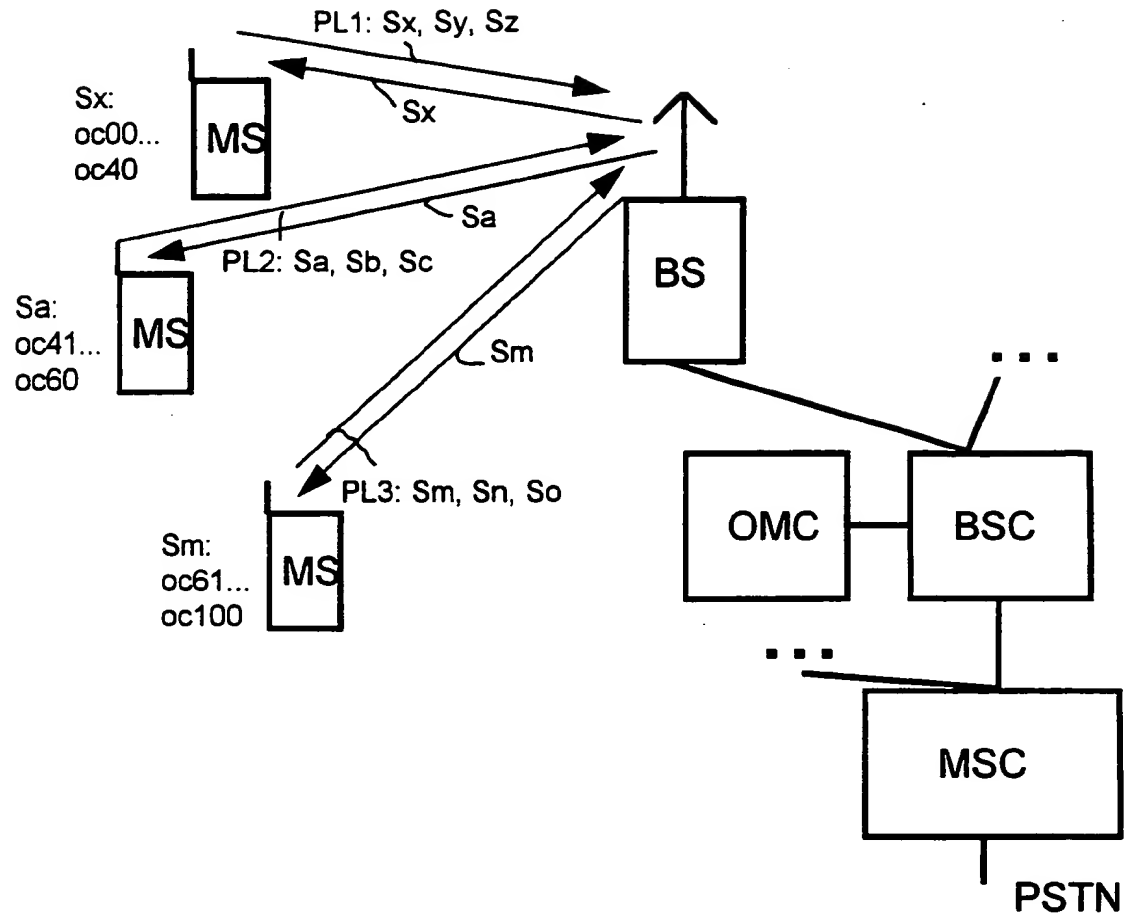 PL1: Sx, Sy, Sz
Sx
Sx:
oc00...
oc40
MS
Sa
PL2: Sa, Sb, Sc
BS
Sa:
oc41...
oc60
MS
Sm
...
PL3: Sm, Sn, So
OMC
BSC
Sm:
oc61...
oc100
MS
...
MSC
PSTN